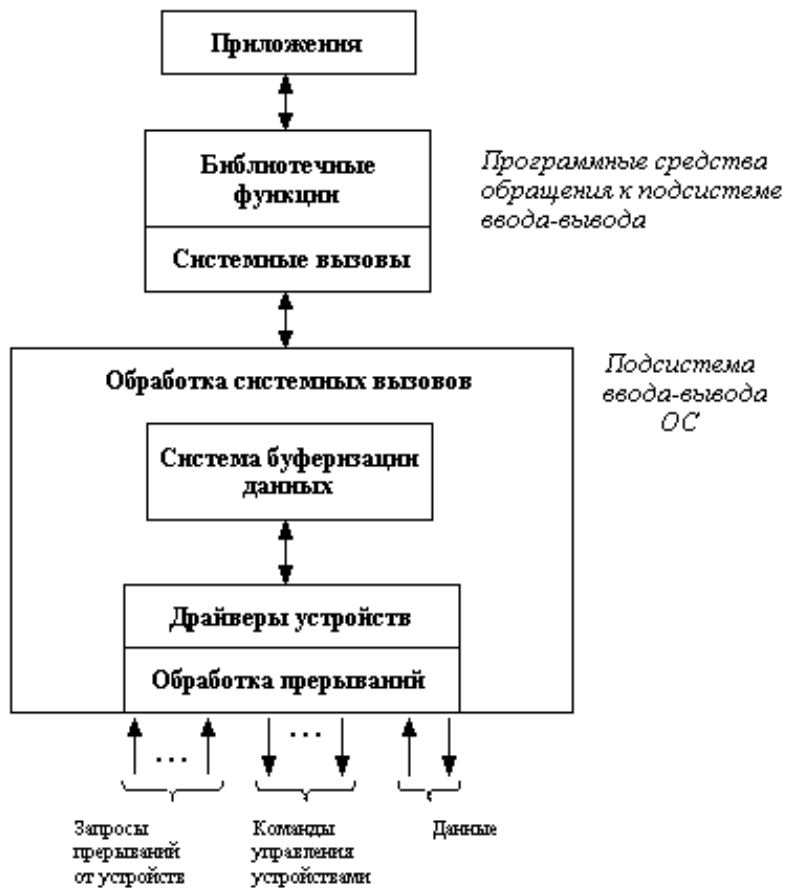 Приложения
Библиотечные
функции
Системные вызовы
Программные средства
обращения к подсистеме
ввода-вывода
Обработка системных вызовов
Подсистема
ввода-вывода
ОС
Система буферизации
данных
Драйверы устройств
Обработка прерываний
...
...
Запросы
прерываний
от устройств
Команды
управления
устройствами
Данные